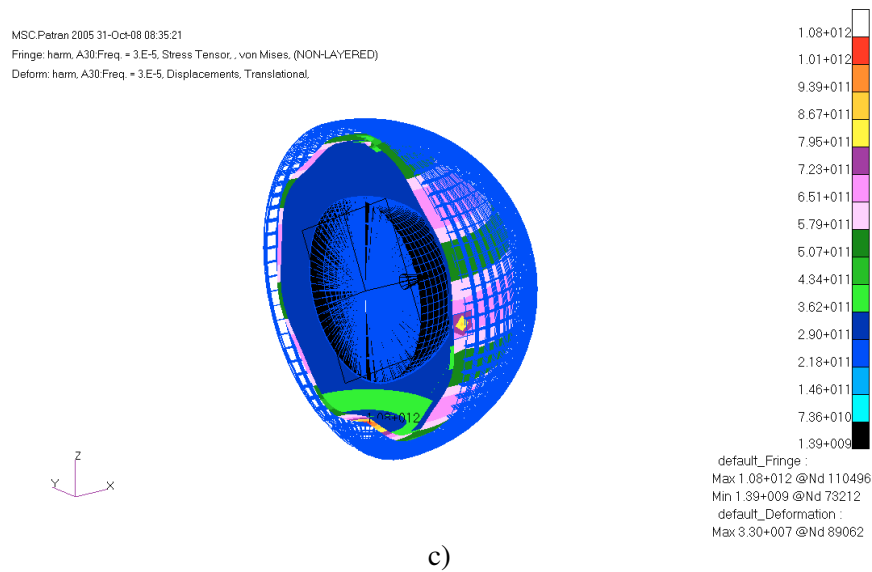 MSC.Patran 2005 31-Oct-08 08:35:21
Fringe: harm, A30:Freq. = 3.E-5, Stress Tensor, , von Mises, (NON-LAYERED)
Deform: harm, A30:Freq. = 3.E-5, Displacements, Translational,
1.08+012
1.01+012
9.39+011
8.67+011
7.95+011
7.23+011
6.51+011
5.79+011
5.07+011
4.34+011
3.62+011
2.90+011
2.18+011
1.46+011
7.36+010
1.39+009
Z
Y
X
default_Fringe :
Max 1.08+012 @Nd 110496
Min 1.39+009 @Nd 73212
default_Deformation :
Max 3.30+007 @Nd 89062
c)